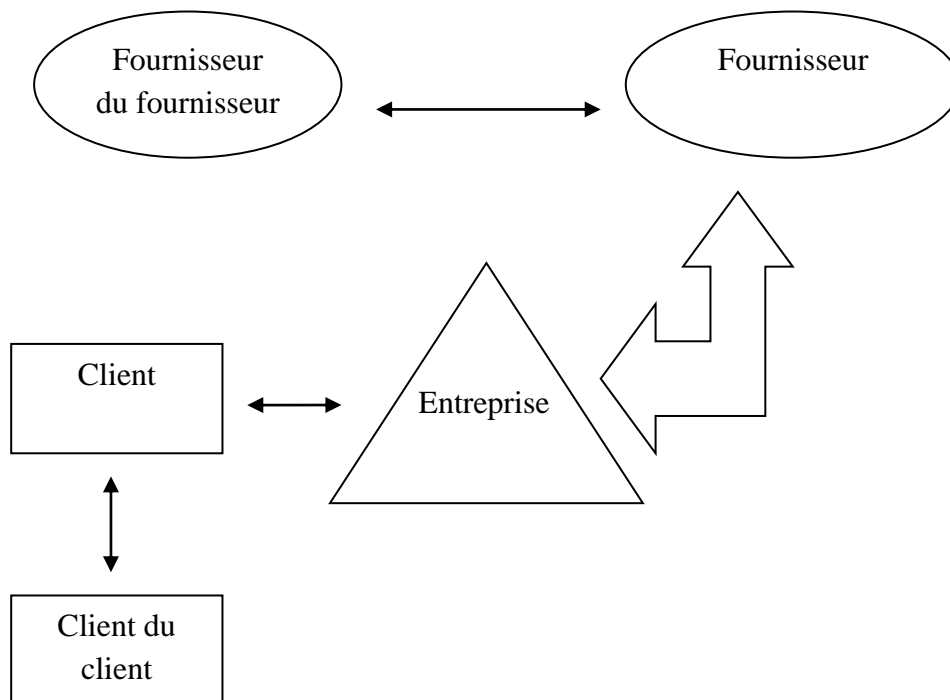 Fournisseur
du fournisseur
Fournisseur
Client
Entreprise
Client du
client